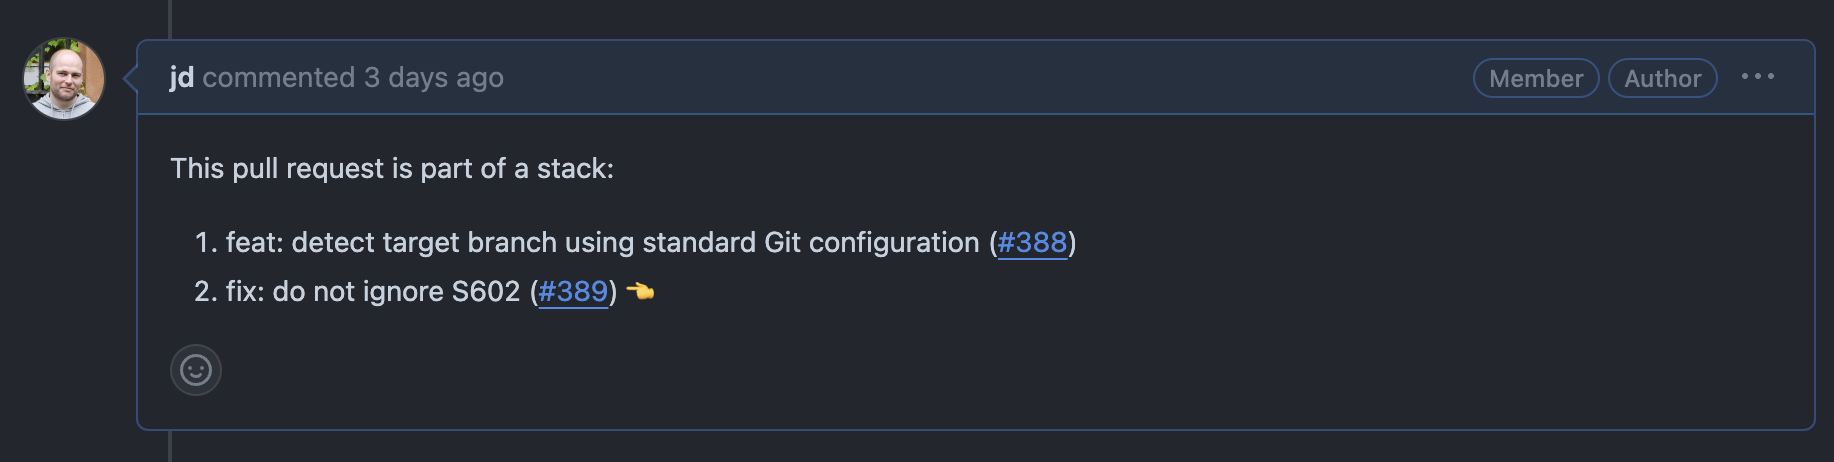 jd commented 3 days ago Member Author
This pull request is part of a stack:
1. feat: detect target branch using standard Git configuration (#388)
2. fix: do not ignore S602 (#389) 👈